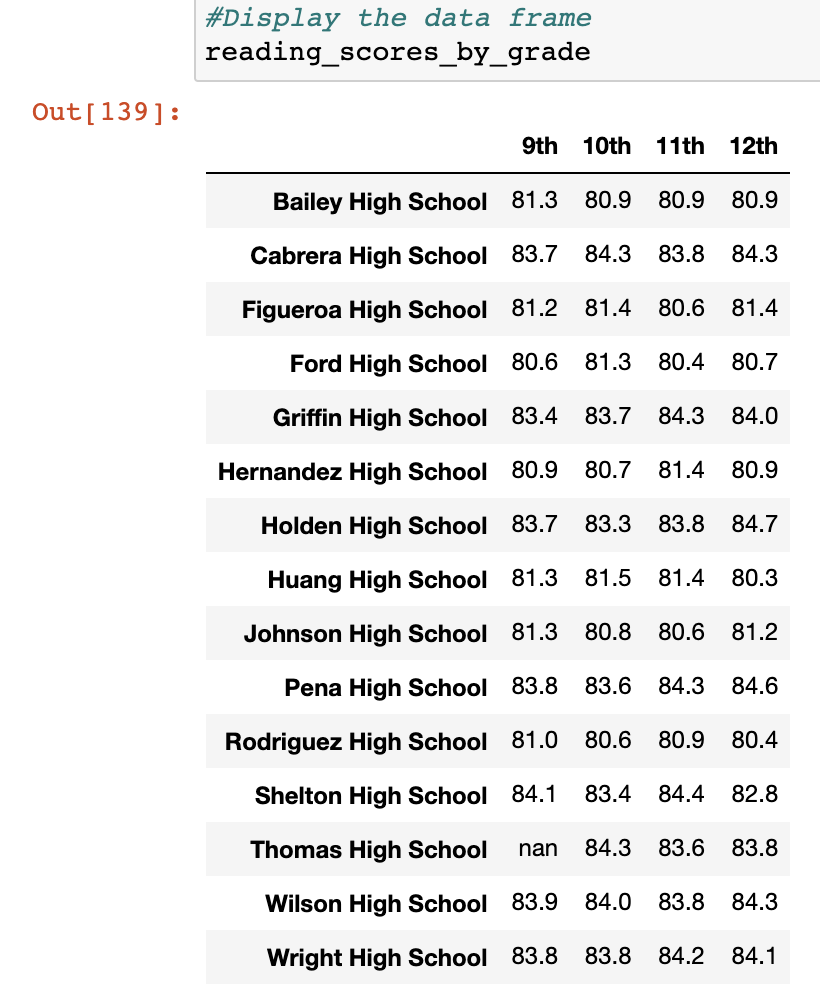 #Display the data frame
reading_scores_by_grade
Out[139]:
9th 10th 11th 12th
Bailey High School 81.3 80.9 80.9 80.9
Cabrera High School 83.7 84.3 83.8 84.3
Figueroa High School 81.2 81.4 80.6 81.4
Ford High School 80.6 81.3 80.4 80.7
Griffin High School 83.4 83.7 84.3 84.0
Hernandez High School 80.9 80.7 81.4 80.9
Holden High School 83.7 83.3 83.8 84.7
Huang High School 81.3 81.5 81.4 80.3
Johnson High School 81.3 80.8 80.6 81.2
Pena High School 83.8 83.6 84.3 84.6
Rodriguez High School 81.0 80.6 80.9 80.4
Shelton High School 84.1 83.4 84.4 82.8
Thomas High School nan 84.3 83.6 83.8
Wilson High School 83.9 84.0 83.8 84.3
Wright High School 83.8 83.8 84.2 84.1